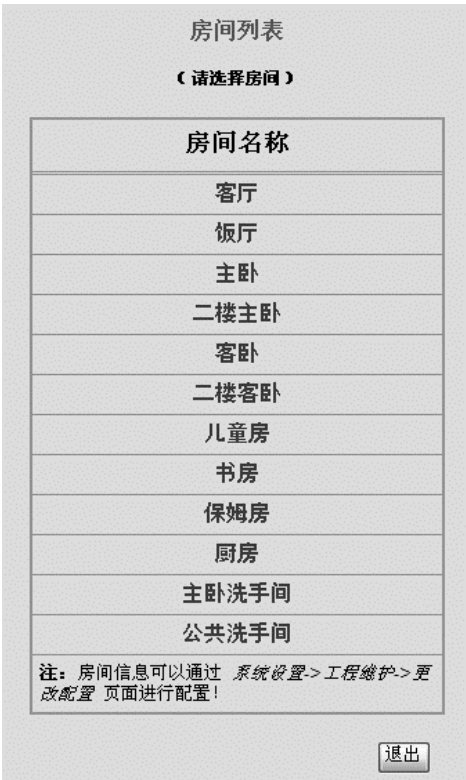 房间列表
（请选择房间）
房间名称
客厅
饭厅
主卧
二楼主卧
客卧
二楼客卧
儿童房
书房
保姆房
厨房
主卧洗手间
公共洗手间
注：房间信息可以通过 系统设置->工程维护->更
改配置 页面进行配置！
退出